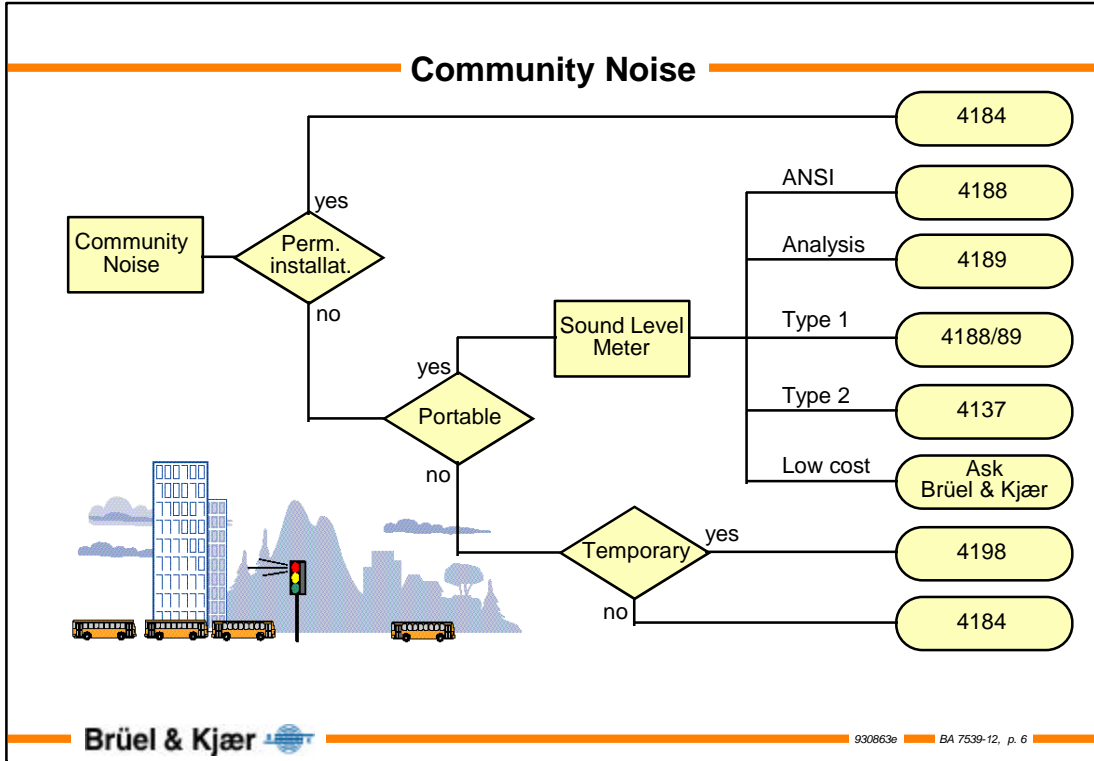 Community Noise
4184
ANSI
4188
yes
Community
Noise
Perm.
installat.
Analysis
4189
no
Sound Level
Meter
Type 1
4188/89
yes
Portable
Type 2
4137
no
Low cost
Ask
Brüel & Kjær
Temporary
yes
4198
no
4184
Brüel & Kjær
930863e
BA 7539-12, p. 6